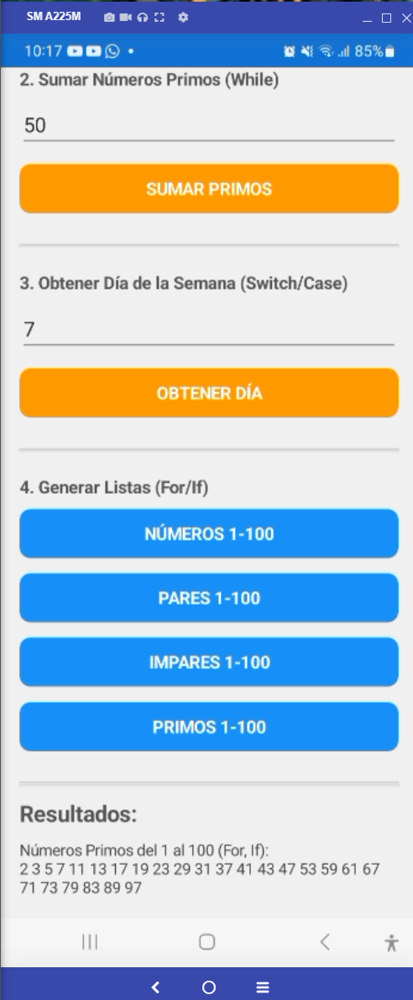 SM A225M
10:17
85%
2. Sumar Números Primos (While)
50
SUMAR PRIMOS
3. Obtener Día de la Semana (Switch/Case)
7
OBTENER DÍA
4. Generar Listas (For/If)
NÚMEROS 1-100
PARES 1-100
IMPARES 1-100
PRIMOS 1-100
Resultados:
Números Primos del 1 al 100 (For, If):
2 3 5 7 11 13 17 19 23 29 31 37 41 43 47 53 59 61 67
71 73 79 83 89 97